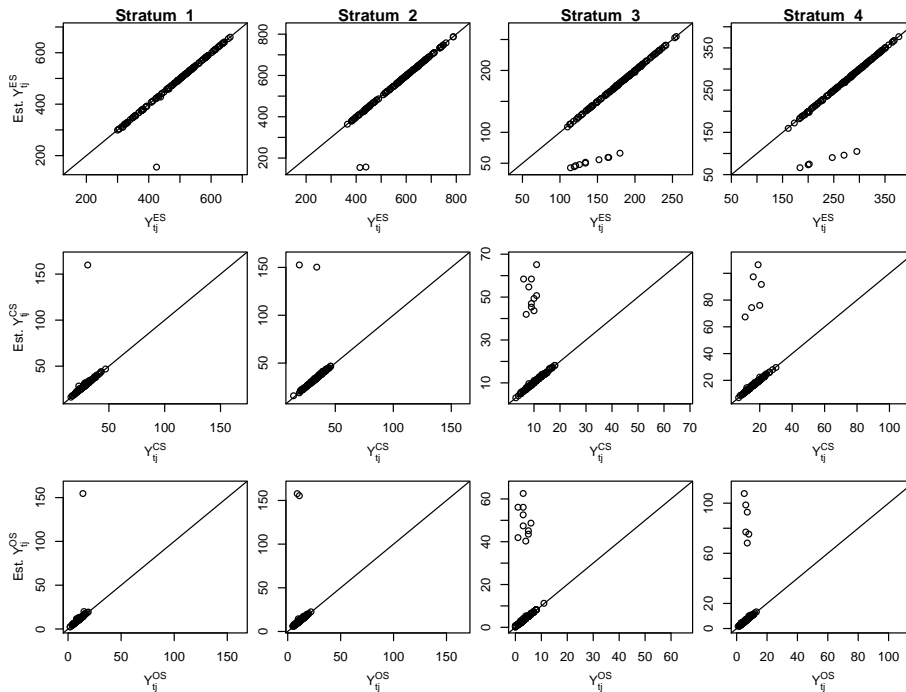 Stratum 1
Stratum 2
Stratum 3
Stratum 4
Est. Y_tj^ES
600
400
200
800
600
400
200
200
100
50
350
250
150
50
200 400 600
200 400 600 800
50 100 150 200 250
50 150 250 350
Y_tj^ES
Y_tj^ES
Y_tj^ES
Y_tj^ES
Est. Y_tj^CS
150
100
50
150
100
50
70
50
30
10
80
60
40
20
50 100 150
50 100 150
10 20 30 40 50 60 70
20 40 60 80 100
Y_tj^CS
Y_tj^CS
Y_tj^CS
Y_tj^CS
Est. Y_tj^OS
150
100
50
0
150
100
50
0
60
40
20
0
100
60
20
0
0 50 100 150
0 50 100 150
0 10 20 30 40 50 60
0 20 40 60 80 100
Y_tj^OS
Y_tj^OS
Y_tj^OS
Y_tj^OS